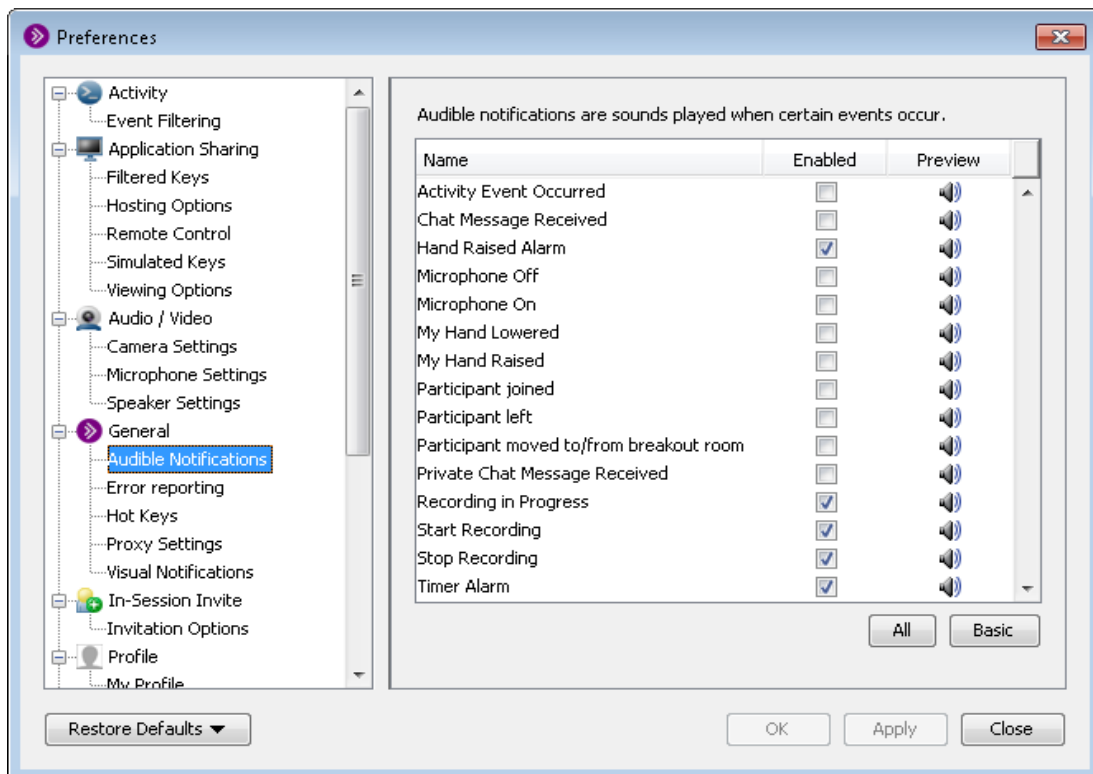 Preferences
Activity
Event Filtering
Application Sharing
Filtered Keys
Hosting Options
Remote Control
Simulated Keys
Viewing Options
Audio / Video
Camera Settings
Microphone Settings
Speaker Settings
General
Audible Notifications
Error reporting
Hot Keys
Proxy Settings
Visual Notifications
In-Session Invite
Invitation Options
Profile
My Profile
Audible notifications are sounds played when certain events occur.
Name Enabled Preview
Activity Event Occurred
Chat Message Received
Hand Raised Alarm
Microphone Off
Microphone On
My Hand Lowered
My Hand Raised
Participant joined
Participant left
Participant moved to/from breakout room
Private Chat Message Received
Recording in Progress
Start Recording
Stop Recording
Timer Alarm
All Basic
Restore Defaults OK Apply Close